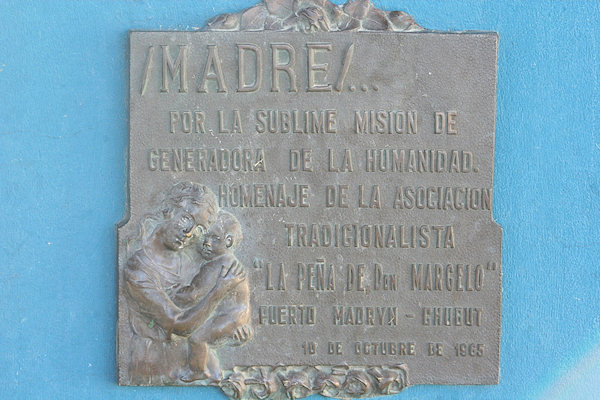 /MADRE/...
POR LA SUBLIME MISION DE
GENERADORA DE LA HUMANIDAD.
HOMENAJE DE LA ASOCIACION
TRADICIONALISTA
"LA PEÑA DE Don MARCELO"
PUERTO MADRYN - CHUBUT
10 DE OCTUBRE DE 1965